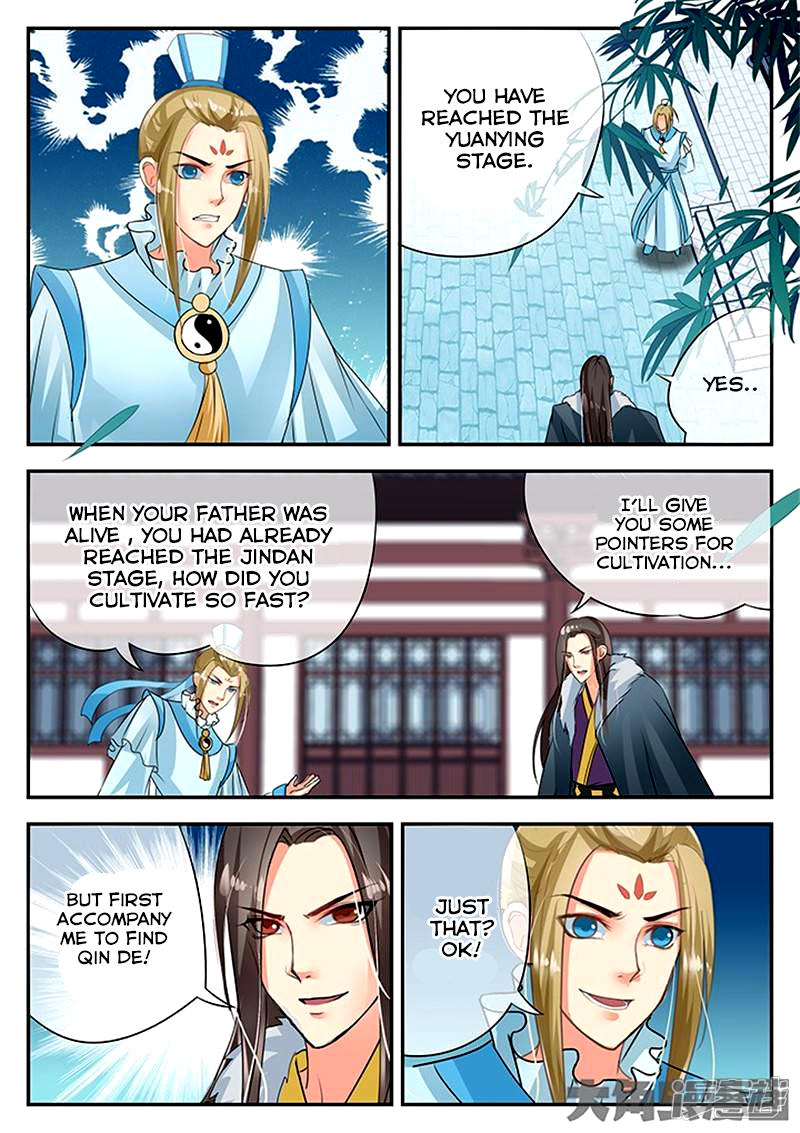 YOU HAVE
REACHED THE
YUANYING
STAGE.
YES..
WHEN YOUR FATHER WAS
ALIVE , YOU HAD ALREADY
REACHED THE JINDAN
STAGE, HOW DID YOU
CULTIVATE SO FAST?
I'LL GIVE
YOU SOME
POINTERS FOR
CULTIVATION...
BUT FIRST
ACCOMPANY
ME TO FIND
QIN DE!
JUST
THAT?
OK!